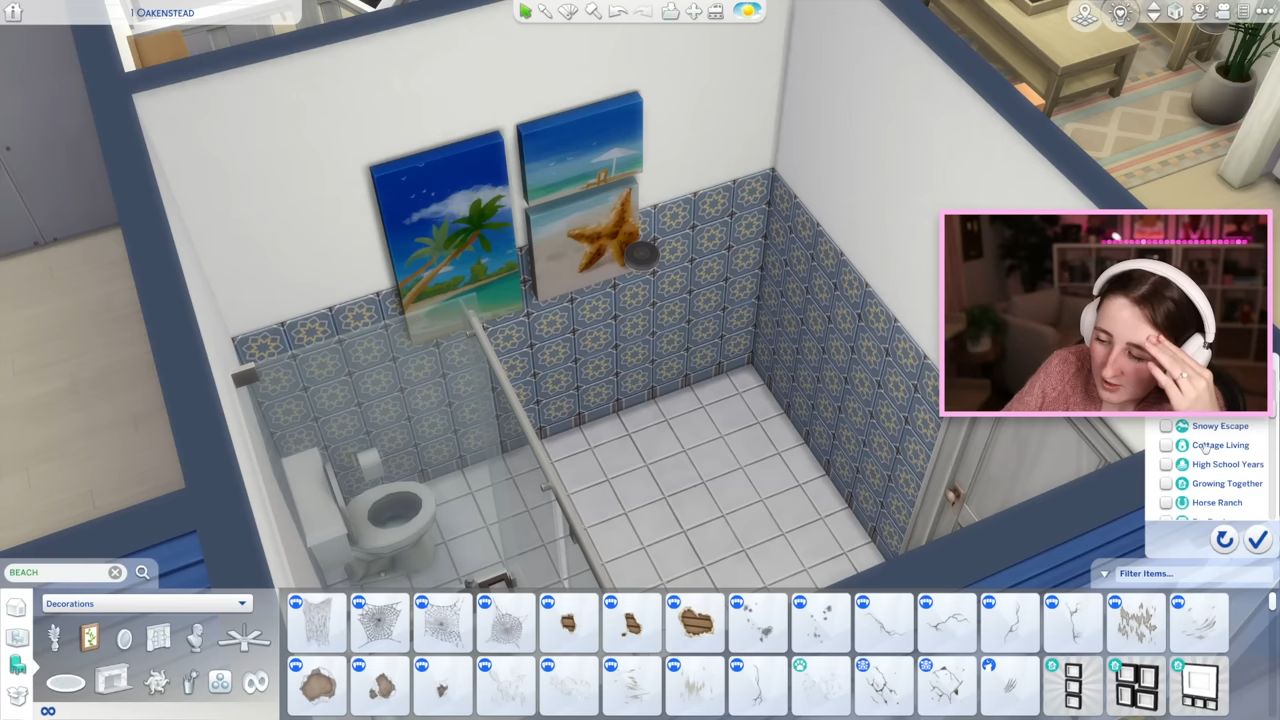 1 OAKENSTEAD
Snowy Escape
Cottage Living
High School Years
Growing Together
Horse Ranch
BEACH
Filter Items...
Decorations